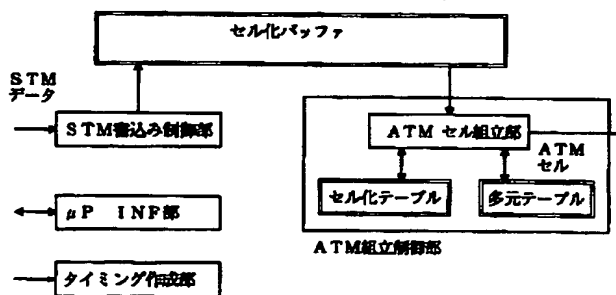 セル化バッファ
STM
データ
STM書込み制御部
ATM セル組立部
ATM
セル
μP INF部
セル化テーブル
多元テーブル
ATM組立制御部
タイミング作成部